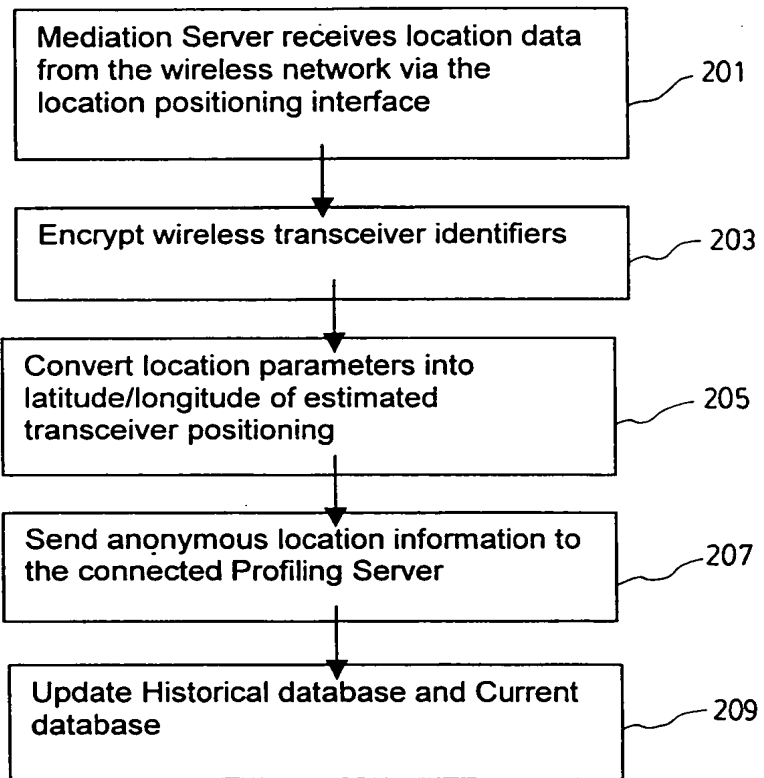 Mediation Server receives location data
from the wireless network via the
location positioning interface
201
Encrypt wireless transceiver identifiers
203
Convert location parameters into
latitude/longitude of estimated
transceiver positioning
205
Send anonymous location information to
the connected Profiling Server
207
Update Historical database and Current
database
209